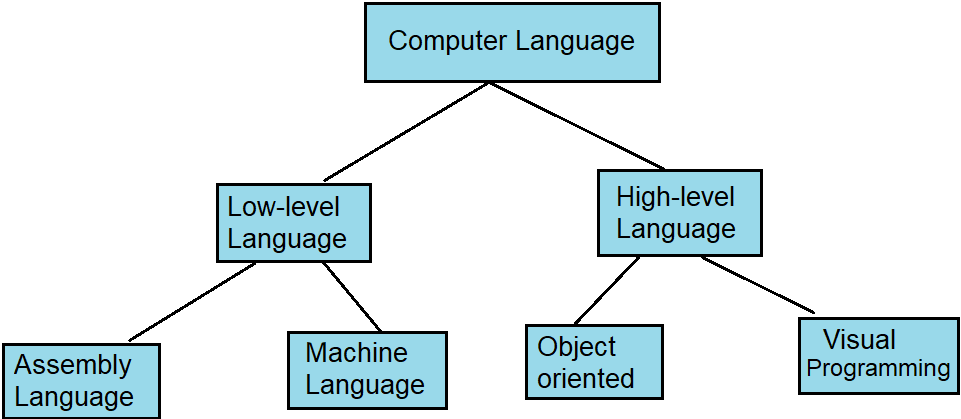 Computer Language
Low-level
Language
High-level
Language
Assembly
Language
Machine
Language
Object
oriented
Visual
Programming